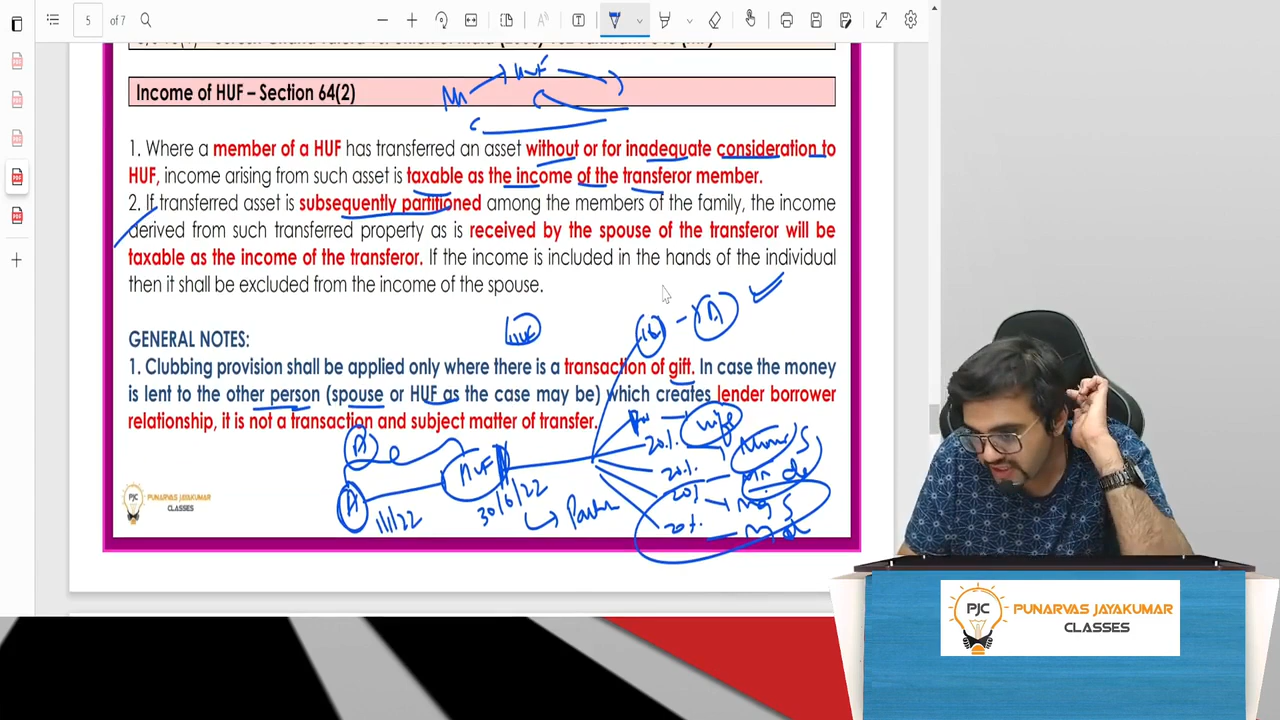 5 of 7
Income of HUF – Section 64(2)
HUF
1. Where a member of a HUF has transferred an asset without or for inadequate consideration to
HUF, income arising from such asset is taxable as the income of the transferor member.
2. If transferred asset is subsequently partitioned among the members of the family, the income
derived from such transferred property as is received by the spouse of the transferor will be
taxable as the income of the transferor. If the income is included in the hands of the individual
then it shall be excluded from the income of the spouse.
HUF
GENERAL NOTES:
1. Clubbing provision shall be applied only where there is a transaction of gift. In case the money
is lent to the other person (spouse or HUF as the case may be) which creates lender borrower
relationship, it is not a transaction and subject matter of transfer.
wife
20%
20%
20%
20%
HUF
1/1/22
30/6/22
PJC
PUNARVAS JAYAKUMAR
CLASSES
PJC
PUNARVAS JAYAKUMAR
CLASSES